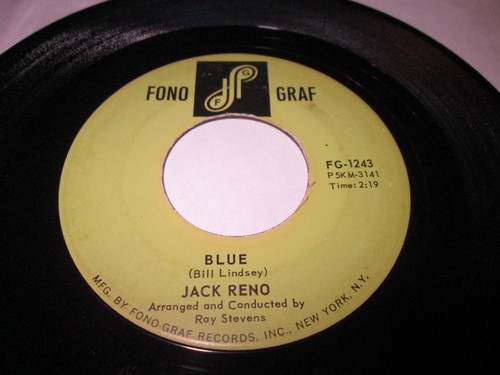 FONO FG GRAF
FG-1243
P5KM-3141
Time: 2:19
BLUE
(Bill Lindsey)
JACK RENO
Arranged and Conducted by
Ray Stevens
MFG. BY FONO GRAF RECORDS, INC., NEW YORK, N.Y.